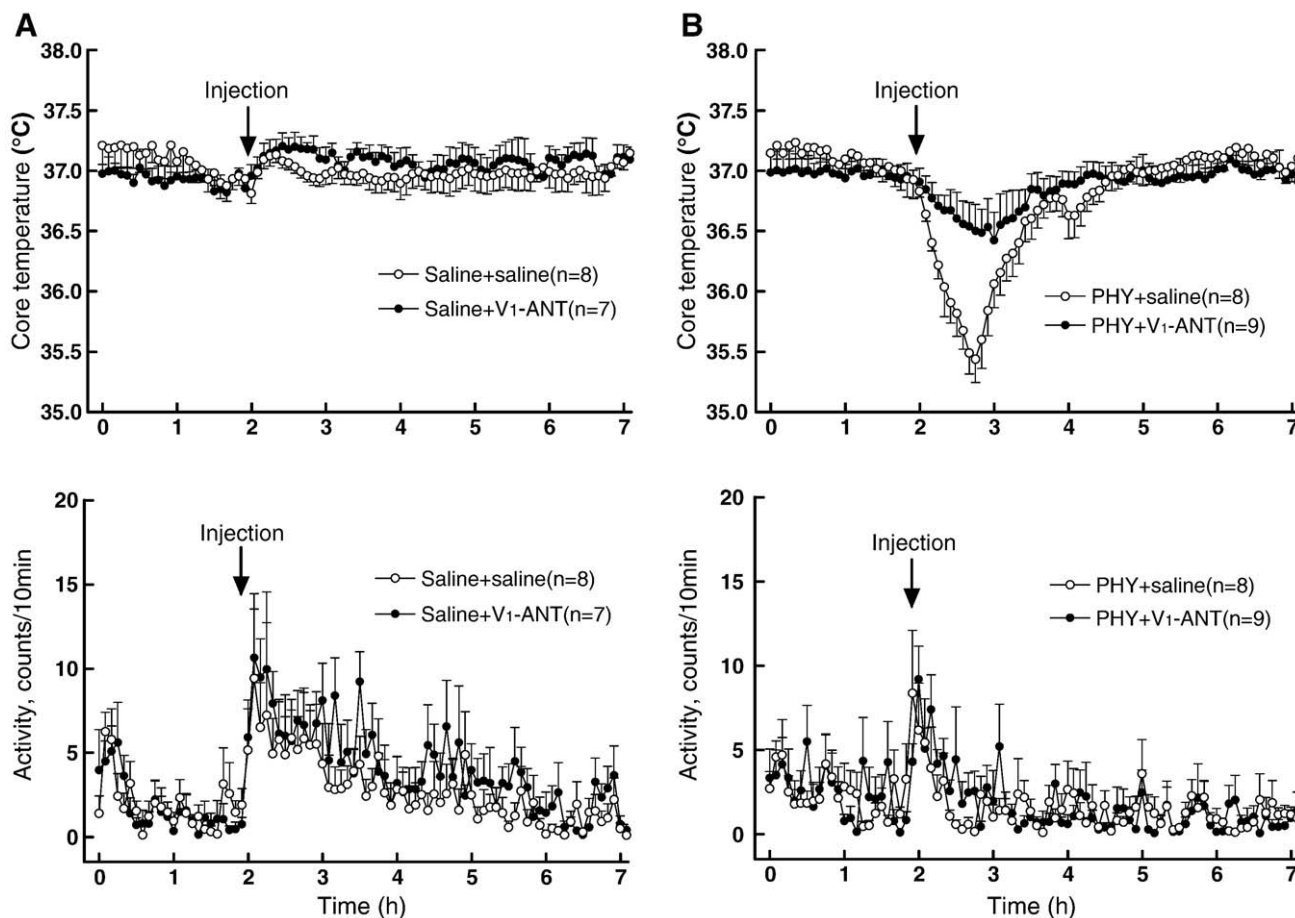 A
38.0
37.5
37.0
36.5
36.0
35.5
35.0
Core temperature (°C)
Injection
Saline+saline(n=8)
Saline+V1-ANT(n=7)
0 1 2 3 4 5 6 7
B
38.0
37.5
37.0
36.5
36.0
35.5
35.0
Core temperature (°C)
Injection
PHY+saline(n=8)
PHY+V1-ANT(n=9)
0 1 2 3 4 5 6 7
20
15
10
5
0
Activity, counts/10min
Injection
Saline+saline(n=8)
Saline+V1-ANT(n=7)
0 1 2 3 4 5 6 7
Time (h)
20
15
10
5
0
Activity, counts/10min
Injection
PHY+saline(n=8)
PHY+V1-ANT(n=9)
0 1 2 3 4 5 6 7
Time (h)